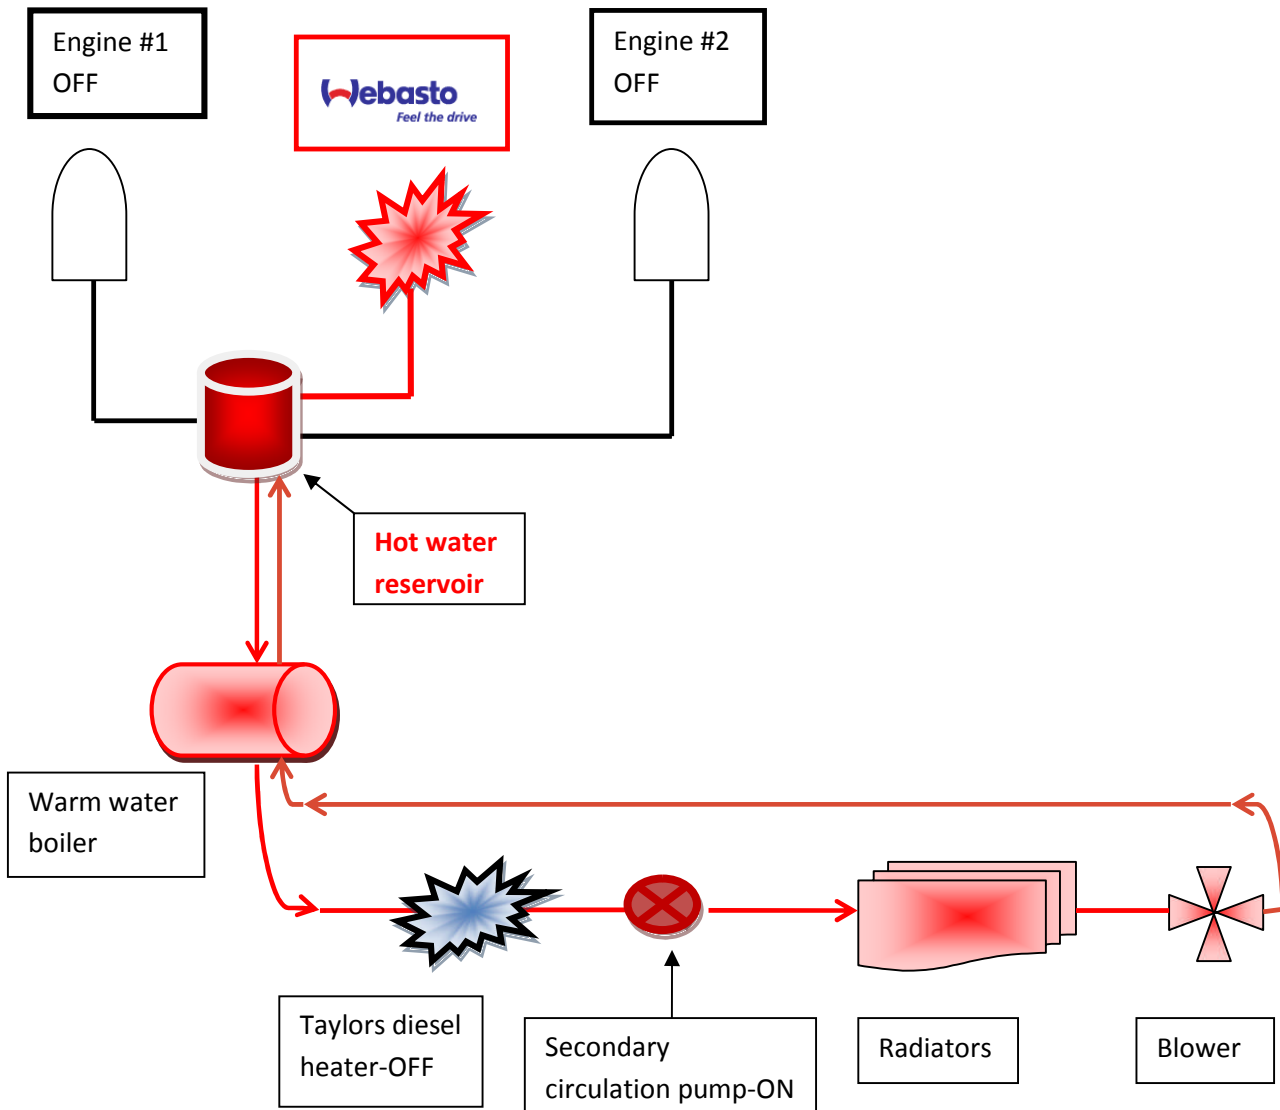 Engine #1
OFF
Webasto
Feel the drive
Engine #2
OFF
Hot water
reservoir
Warm water
boiler
Taylors diesel
heater-OFF
Secondary
circulation pump-ON
Radiators
Blower